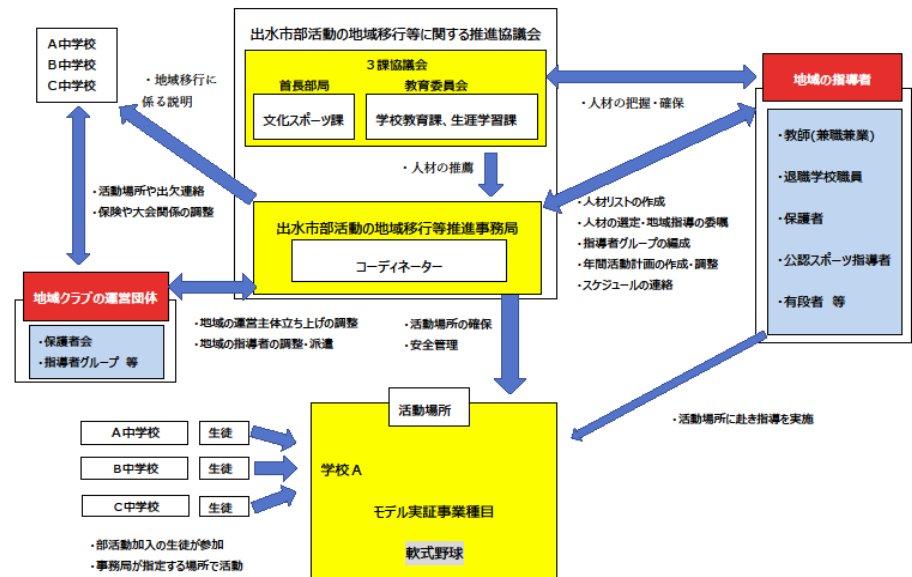 A中学校
B中学校
C中学校
・地域移行に
係る説明
出水市部活動の地域移行等に関する推進協議会
３課協議会
首長部局
教育委員会
文化スポーツ課
学校教育課、生涯学習課
・人材の推薦
・人材の把握・確保
地域の指導者
・教師(兼職兼業)
・退職学校職員
・保護者
・公認スポーツ指導者
・有段者 等
・活動場所や出欠連絡
・保険や大会関係の調整
出水市部活動の地域移行等推進事務局
コーディネーター
・人材リストの作成
・人材の選定・地域指導の委嘱
・指導者グループの編成
・年間活動計画の作成・調整
・スケジュールの連絡
地域クラブの運営団体
・保護者会
・指導者グループ 等
・地域の運営主体立ち上げの調整
・地域の指導者の調整・派遣
・活動場所の確保
・安全管理
活動場所
・活動場所に赴き指導を実施
A中学校
生徒
B中学校
生徒
C中学校
生徒
学校A
モデル実証事業種目
軟式野球
・部活動加入の生徒が参加
・事務局が指定する場所で活動